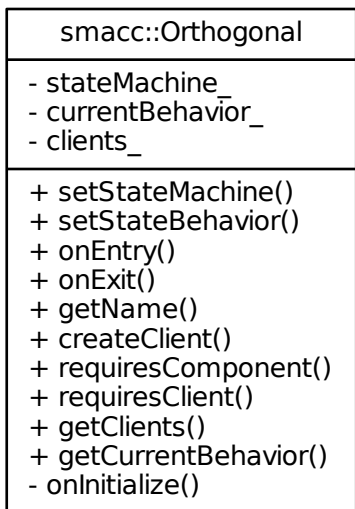 smacc::Orthogonal
- stateMachine_
- currentBehavior_
- clients_
+ setStateMachine()
+ setStateBehavior()
+ onEntry()
+ onExit()
+ getName()
+ createClient()
+ requiresComponent()
+ requiresClient()
+ getClients()
+ getCurrentBehavior()
- onInitialize()